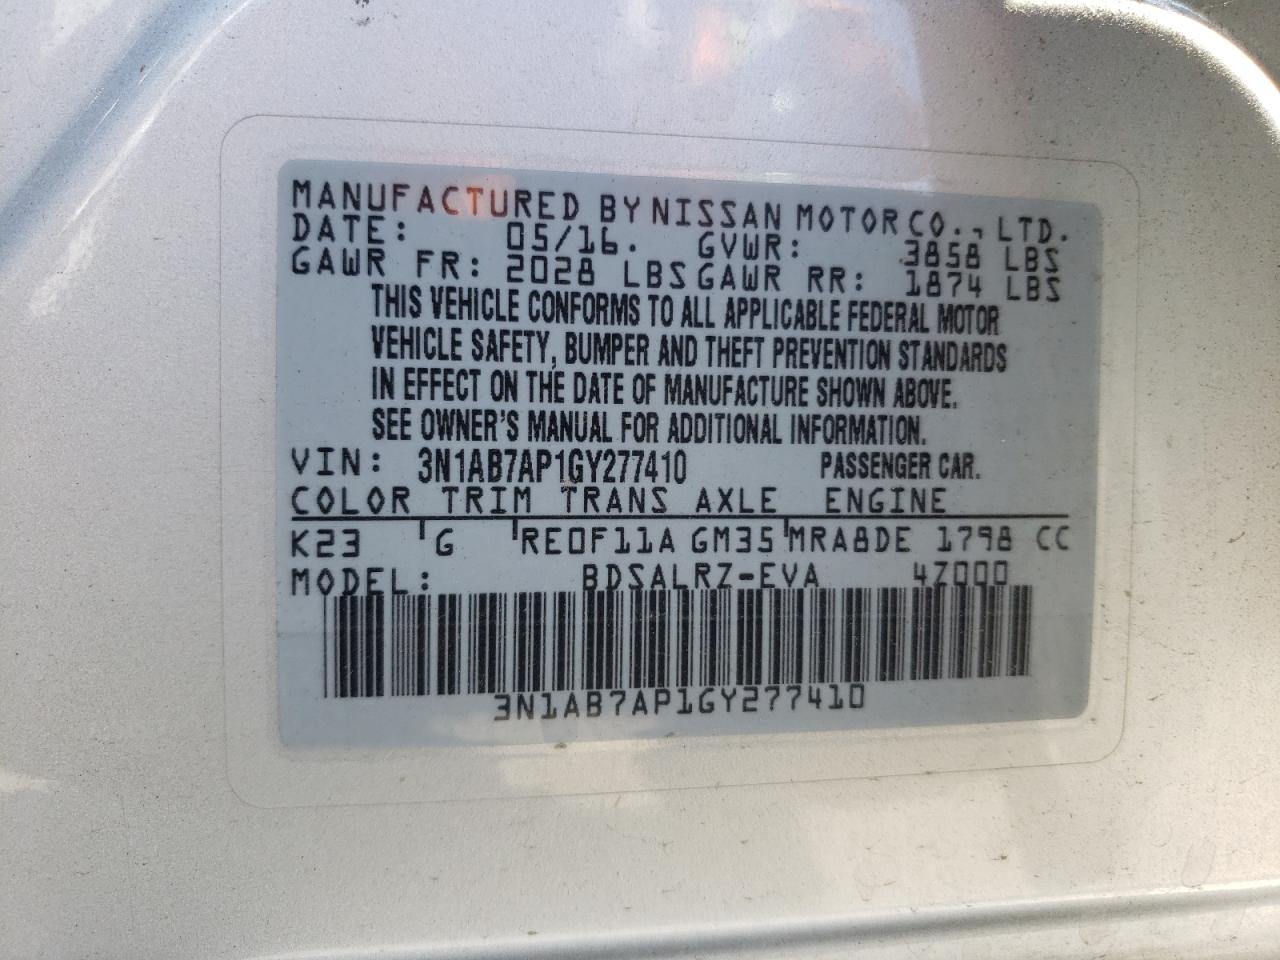 MANUFACTURED BY NISSAN MOTOR CO., LTD.
DATE: 05/16. GVWR: 3858 LBS
GAWR FR: 2028 LBS GAWR RR: 1874 LBS
THIS VEHICLE CONFORMS TO ALL APPLICABLE FEDERAL MOTOR
VEHICLE SAFETY, BUMPER AND THEFT PREVENTION STANDARDS
IN EFFECT ON THE DATE OF MANUFACTURE SHOWN ABOVE.
SEE OWNER'S MANUAL FOR ADDITIONAL INFORMATION.
VIN: 3N1AB7AP1GY277410 PASSENGER CAR.
COLOR TRIM TRANS AXLE ENGINE
K23 G RE0F11A GM35 MRA8DE 1798 CC
MODEL: BDSALRZ-EVA 4Z000
3N1AB7AP1GY277410